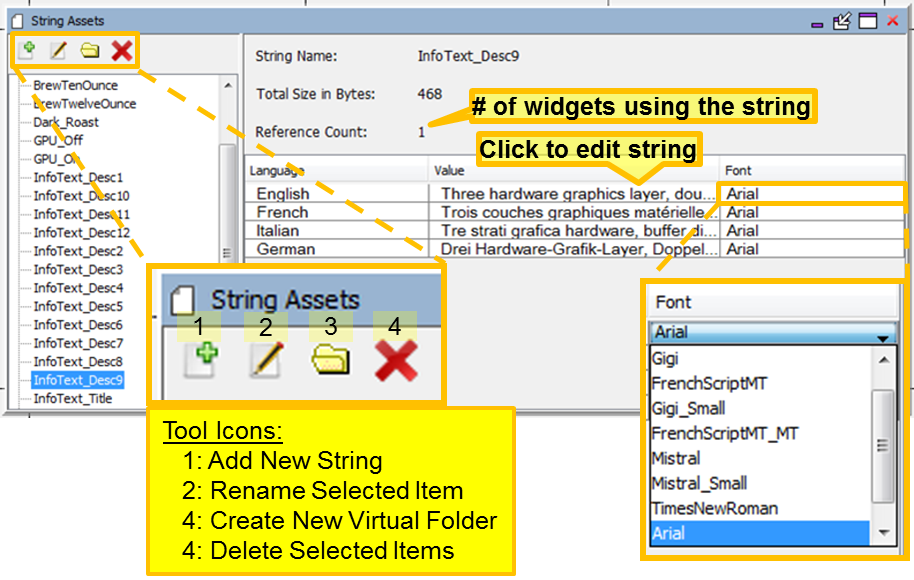 String Assets
String Name: InfoText_Desc9
Total Size in Bytes: 468
# of widgets using the string
Reference Count: 1
Click to edit string
Language Value Font
English Three hardware graphics layer, dou... Arial
French Trois couches graphiques matérielle... Arial
Italian Tre strati grafica hardware, buffer di... Arial
German Drei Hardware-Grafik-Layer, Doppel... Arial
BrewTenOunce
BrewTwelveOunce
Dark_Roast
GPU_Off
GPU_On
InfoText_Desc1
InfoText_Desc10
InfoText_Desc11
InfoText_Desc12
InfoText_Desc2
InfoText_Desc3
InfoText_Desc4
InfoText_Desc5
InfoText_Desc6
InfoText_Desc7
InfoText_Desc8
InfoText_Desc9
InfoText_Title
String Assets
1 2 3 4
Tool Icons:
1: Add New String
2: Rename Selected Item
4: Create New Virtual Folder
4: Delete Selected Items
Font
Arial
Gigi
FrenchScriptMT
Gigi_Small
FrenchScriptMT_MT
Mistral
Mistral_Small
TimesNewRoman
Arial